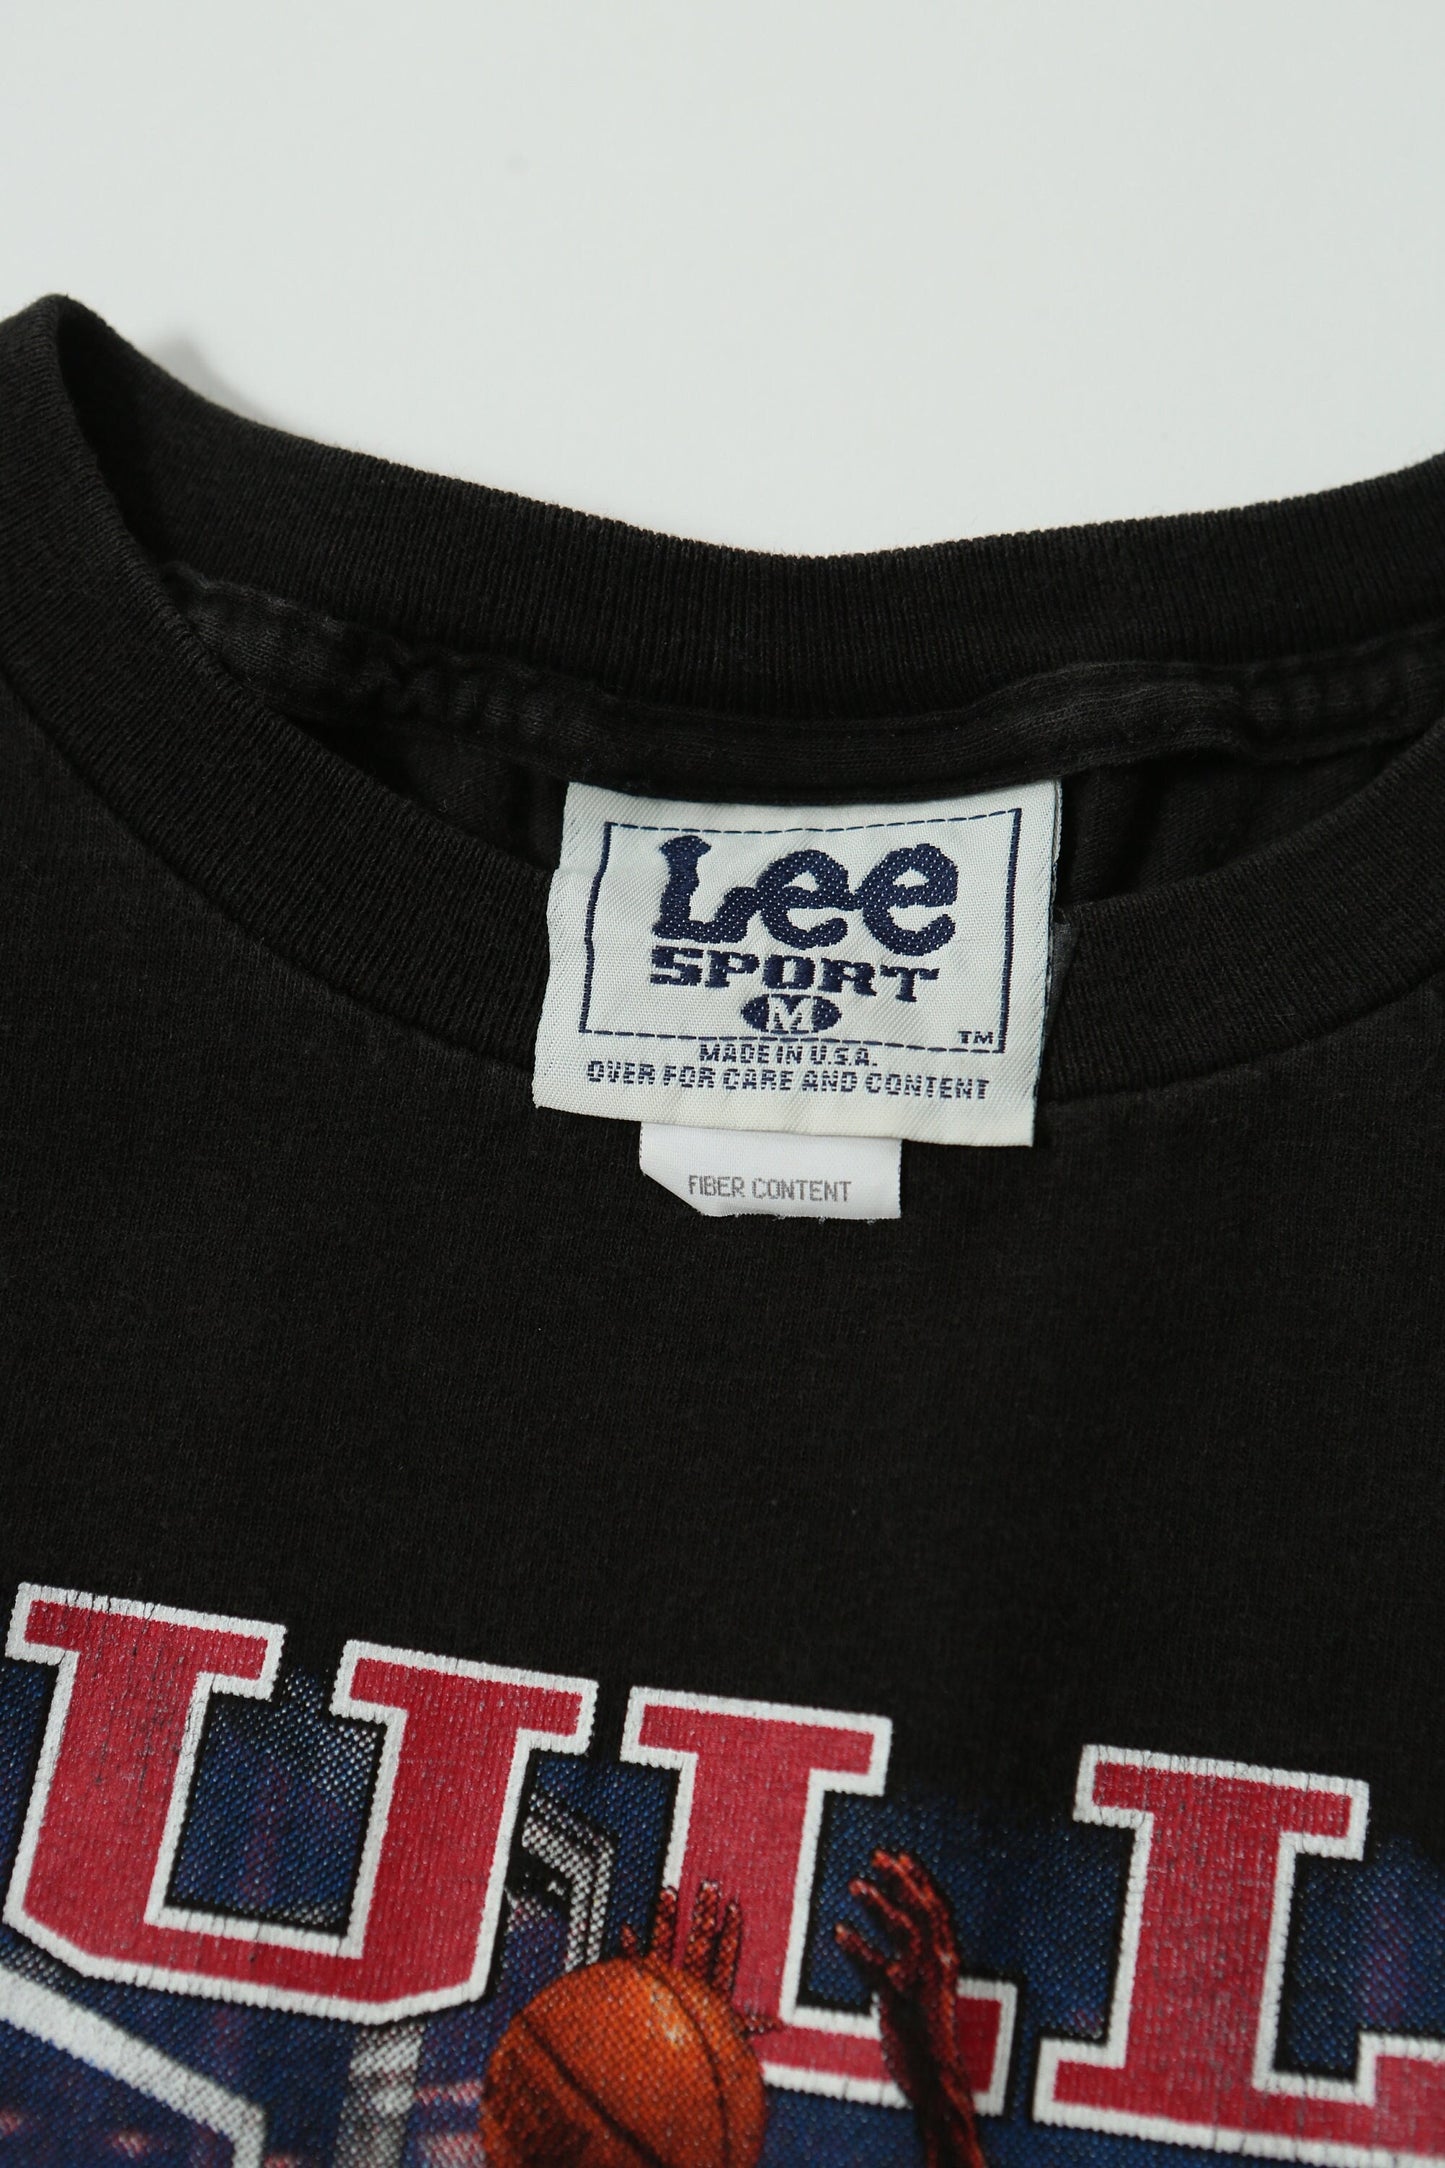 Lee
SPORT
M
TM
MADE IN U.S.A.
OVER FOR CARE AND CONTENT
FIBER CONTENT
ULL